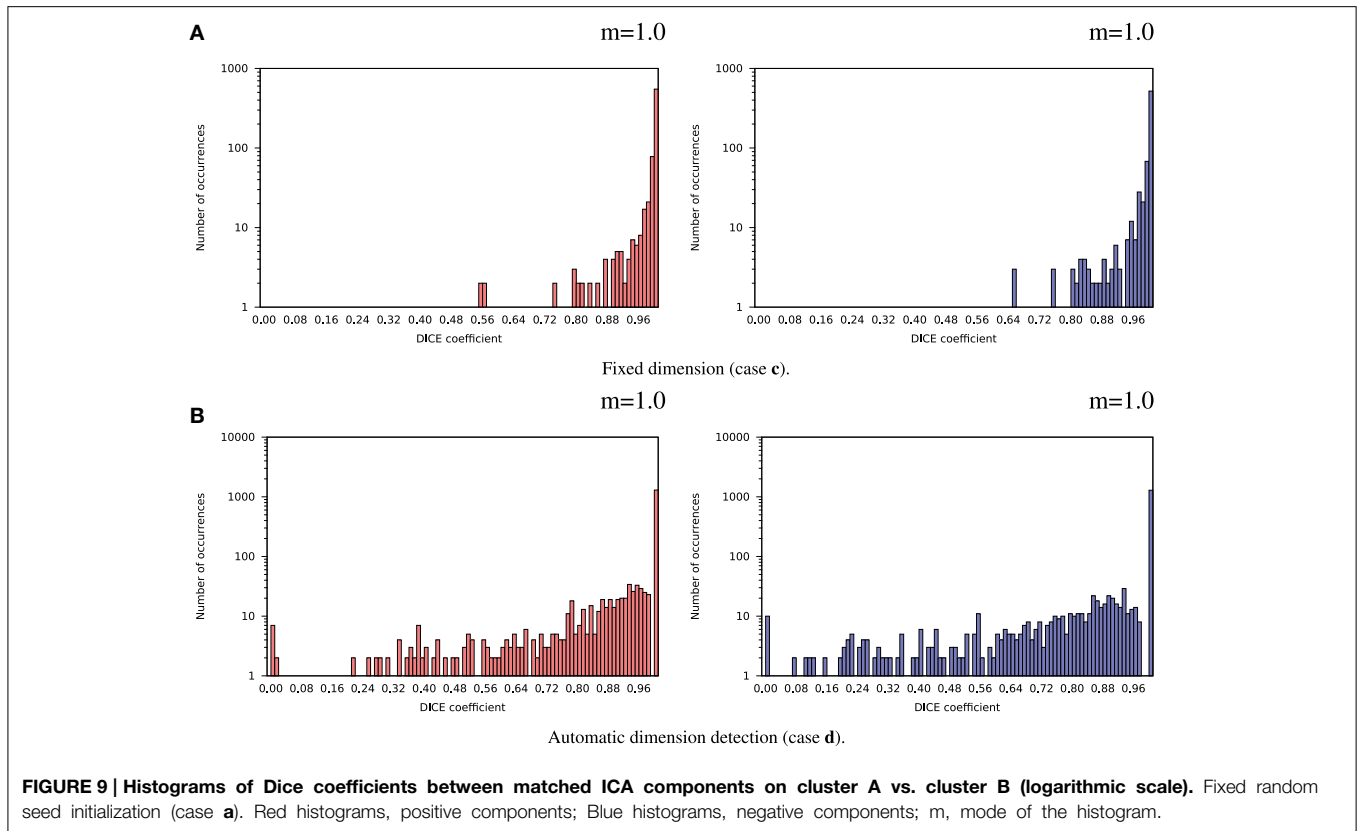 A
m=1.0
m=1.0
1000
100
10
1
Number of occurrences
0.00 0.08 0.16 0.24 0.32 0.40 0.48 0.56 0.64 0.72 0.80 0.88 0.96
DICE coefficient
1000
100
10
1
Number of occurrences
0.00 0.08 0.16 0.24 0.32 0.40 0.48 0.56 0.64 0.72 0.80 0.88 0.96
DICE coefficient
Fixed dimension (case c).
B
m=1.0
m=1.0
10000
1000
100
10
1
Number of occurrences
0.00 0.08 0.16 0.24 0.32 0.40 0.48 0.56 0.64 0.72 0.80 0.88 0.96
DICE coefficient
10000
1000
100
10
1
Number of occurrences
0.00 0.08 0.16 0.24 0.32 0.40 0.48 0.56 0.64 0.72 0.80 0.88 0.96
DICE coefficient
Automatic dimension detection (case d).
FIGURE 9 | Histograms of Dice coefficients between matched ICA components on cluster A vs. cluster B (logarithmic scale). Fixed random
seed initialization (case a). Red histograms, positive components; Blue histograms, negative components; m, mode of the histogram.